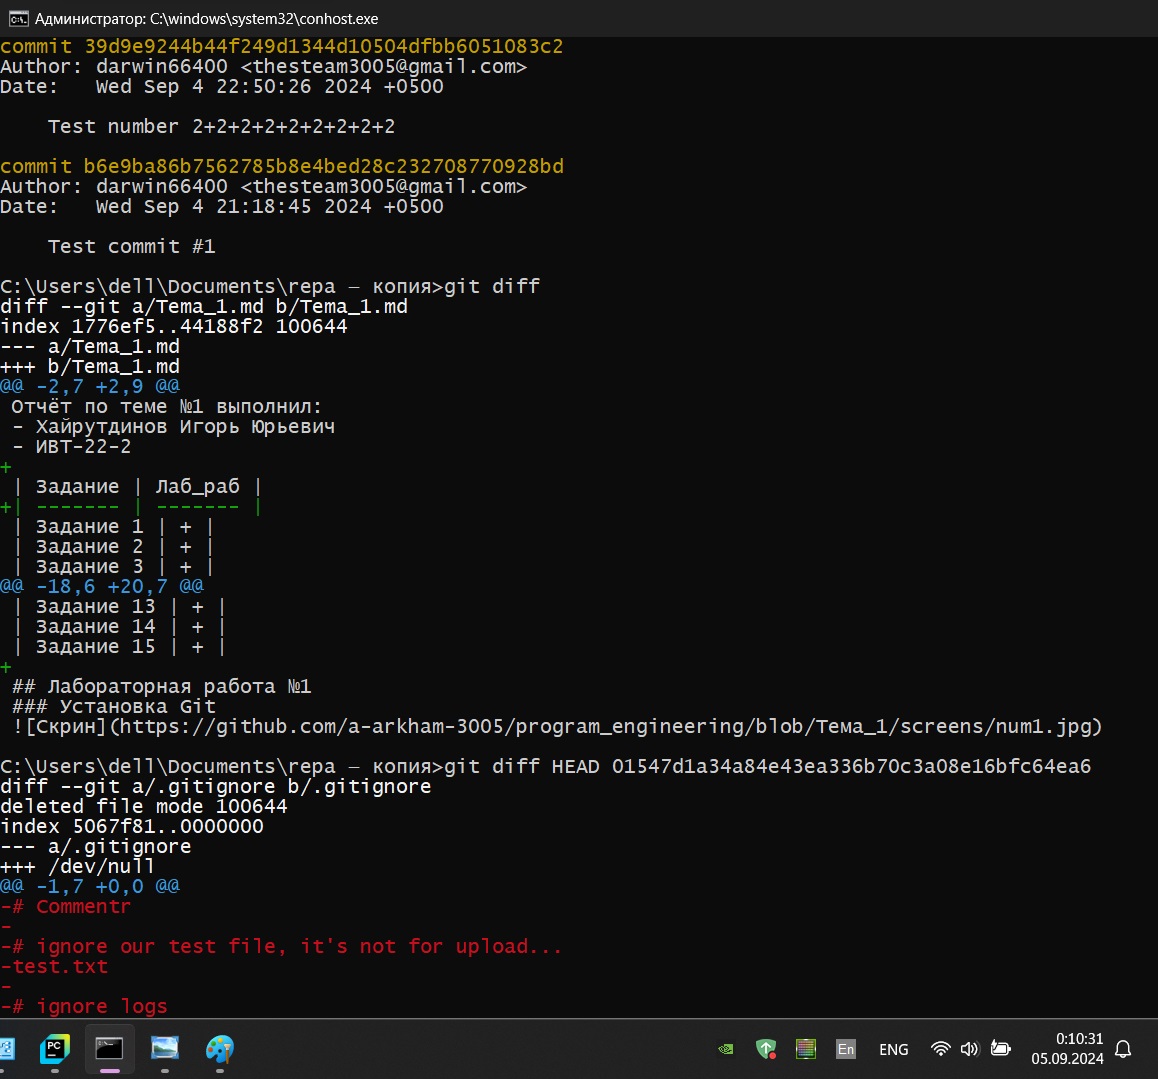 Администратор: C:\windows\system32\conhost.exe
commit 39d9e9244b44f249d1344d10504dfbb6051083c2
Author: darwin66400 <thesteam3005@gmail.com>
Date:   Wed Sep 4 22:50:26 2024 +0500
Test number 2+2+2+2+2+2+2+2+2
commit b6e9ba86b7562785b8e4bed28c232708770928bd
Author: darwin66400 <thesteam3005@gmail.com>
Date:   Wed Sep 4 21:18:45 2024 +0500
Test commit #1
C:\Users\dell\Documents\repa — копия>git diff
diff --git a/Tema_1.md b/Tema_1.md
index 1776ef5..44188f2 100644
--- a/Tema_1.md
+++ b/Tema_1.md
@@ -2,7 +2,9 @@
Отчёт по теме №1 выполнил:
- Хайрутдинов Игорь Юрьевич
- ИВТ-22-2
+
| Задание | Лаб_раб |
+| ------- | ------- |
| Задание 1 | + |
| Задание 2 | + |
| Задание 3 | + |
@@ -18,6 +20,7 @@
| Задание 13 | + |
| Задание 14 | + |
| Задание 15 | + |
+
## Лабораторная работа №1
### Установка Git
![Скрин](https://github.com/a-arkham-3005/program_engineering/blob/Тема_1/screens/num1.jpg)
C:\Users\dell\Documents\repa — копия>git diff HEAD 01547d1a34a84e43ea336b70c3a08e16bfc64ea6
diff --git a/.gitignore b/.gitignore
deleted file mode 100644
index 5067f81..0000000
--- a/.gitignore
+++ /dev/null
@@ -1,7 +0,0 @@
-# Commentr
-
-# ignore our test file, it's not for upload...
-test.txt
-
-# ignore logs
PC
En
ENG
0:10:31
05.09.2024